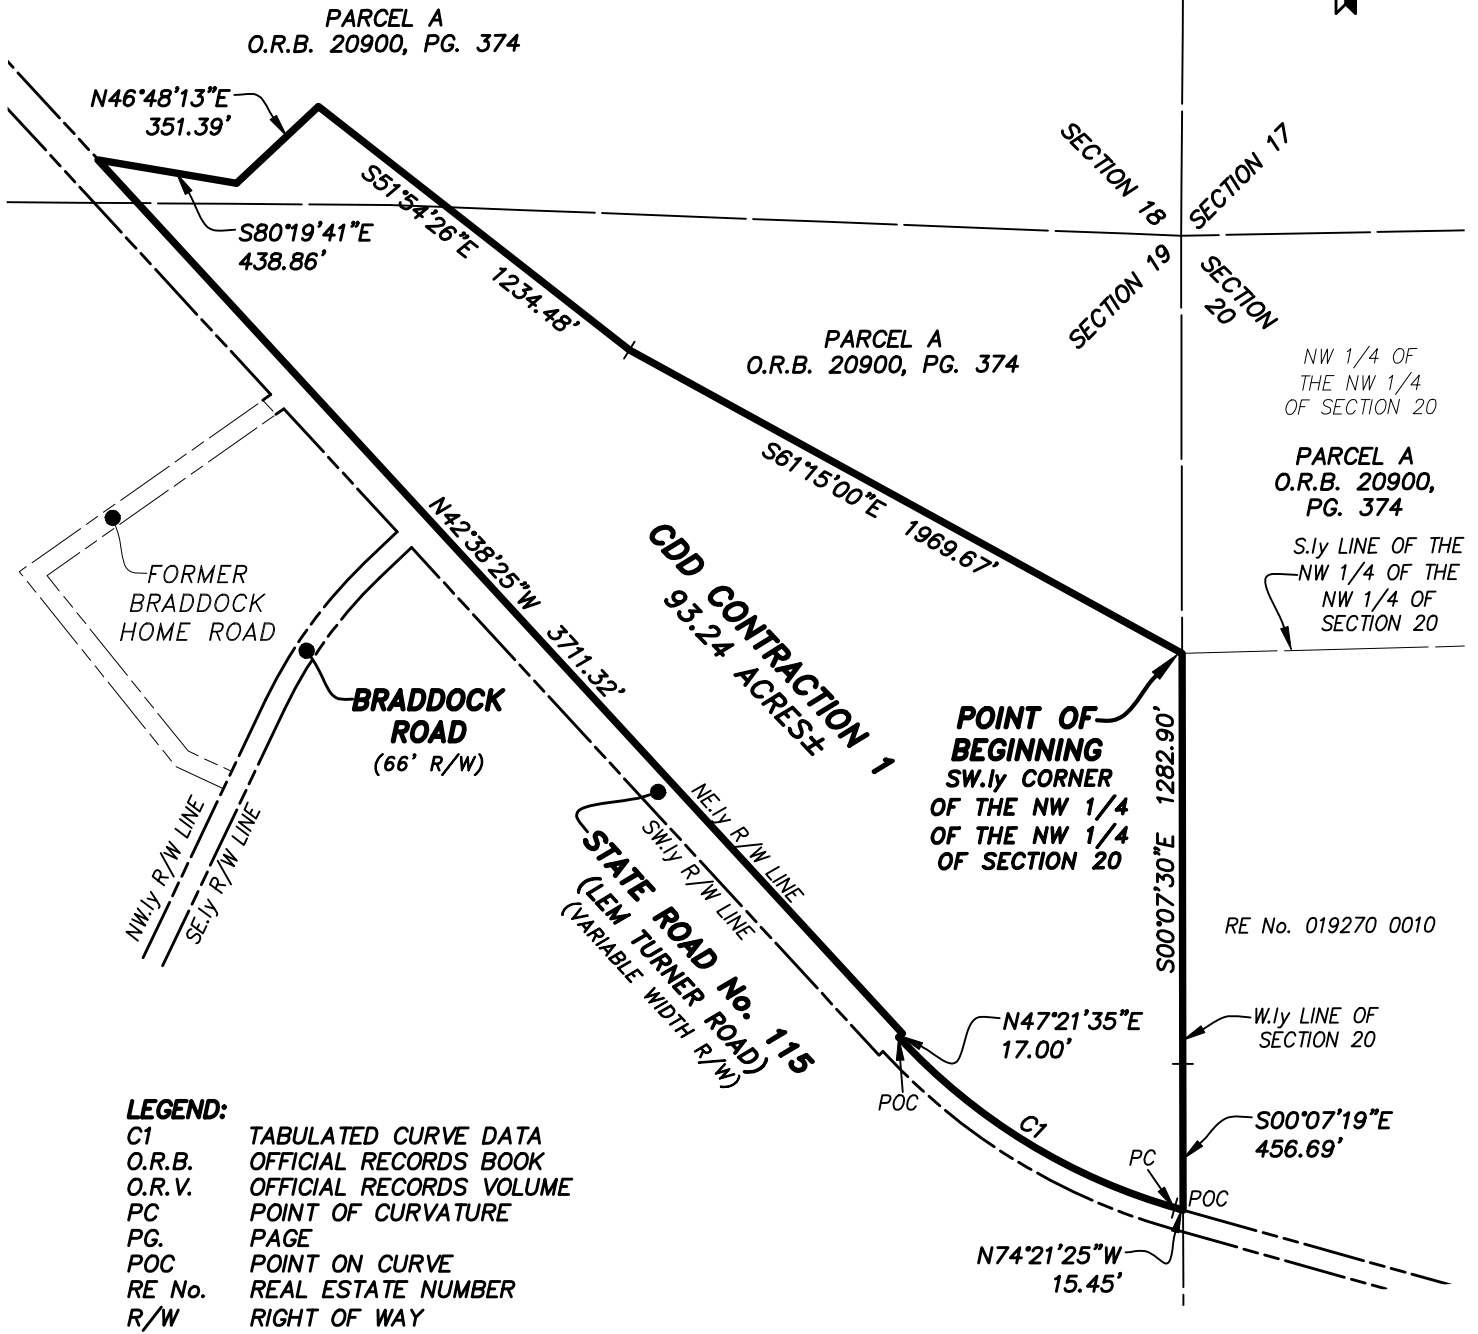 PARCEL A
O.R.B. 20900, PG. 374
N46°48'13"E
351.39'
S80°19'41"E
438.86'
S51°54'26"E 1234.48'
SECTION 18
SECTION 17
SECTION 19
SECTION
20
PARCEL A
O.R.B. 20900, PG. 374
NW 1/4 OF
THE NW 1/4
OF SECTION 20
PARCEL A
O.R.B. 20900,
PG. 374
S.ly LINE OF THE
NW 1/4 OF THE
NW 1/4 OF
SECTION 20
S61°15'00"E 1969.67'
N42°38'25"W 3711.32'
CDD CONTRACTION 1
93.24 ACRES±
FORMER
BRADDOCK
HOME ROAD
BRADDOCK
ROAD
(66' R/W)
NW.ly R/W LINE
SE.ly R/W LINE
POINT OF
BEGINNING
SW.ly CORNER
OF THE NW 1/4
OF THE NW 1/4
OF SECTION 20
S00°07'30"E 1282.90'
NE.ly R/W LINE
SW.ly R/W LINE
STATE ROAD No. 115
(LEM TURNER ROAD)
(VARIABLE WIDTH R/W)
RE No. 019270 0010
W.ly LINE OF
SECTION 20
N47°21'35"E
17.00'
POC
C1
S00°07'19"E
456.69'
PC
POC
N74°21'25"W
15.45'
LEGEND:
C1 TABULATED CURVE DATA
O.R.B. OFFICIAL RECORDS BOOK
O.R.V. OFFICIAL RECORDS VOLUME
PC POINT OF CURVATURE
PG. PAGE
POC POINT ON CURVE
RE No. REAL ESTATE NUMBER
R/W RIGHT OF WAY